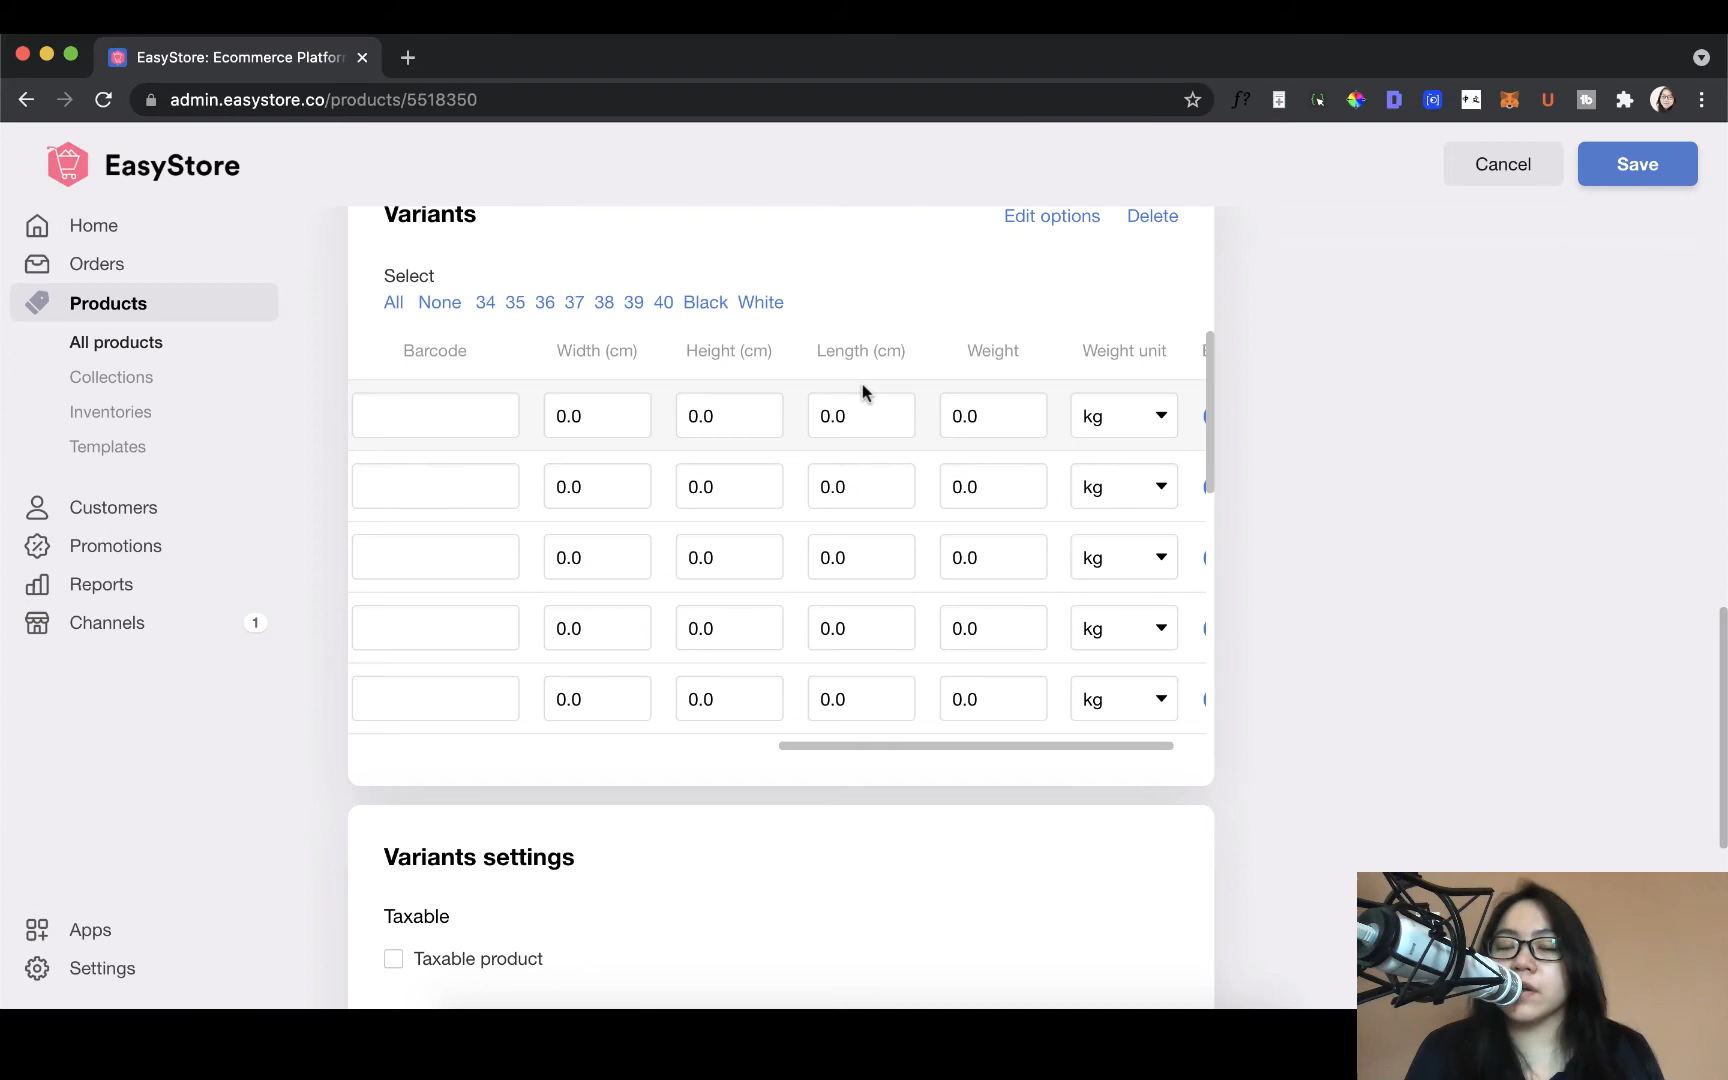 EasyStore: Ecommerce Platfor
admin.easystore.co/products/5518350
EasyStore
Cancel
Save
Home
Orders
Products
All products
Collections
Inventories
Templates
Customers
Promotions
Reports
Channels
1
Apps
Settings
Variants
Edit options
Delete
Select
All None 34 35 36 37 38 39 40 Black White
Barcode Width (cm) Height (cm) Length (cm) Weight Weight unit
0.0 0.0 0.0 0.0 kg
0.0 0.0 0.0 0.0 kg
0.0 0.0 0.0 0.0 kg
0.0 0.0 0.0 0.0 kg
0.0 0.0 0.0 0.0 kg
Variants settings
Taxable
Taxable product